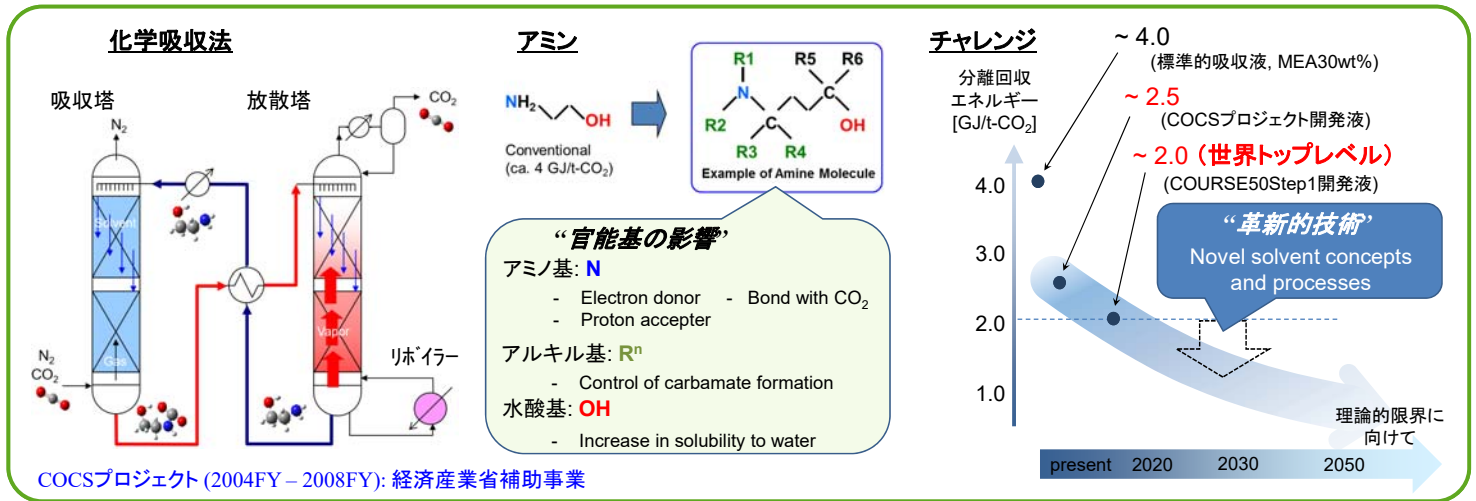 化学吸収法
吸収塔
放散塔
N2
CO2
Solvent
Gas
Vapor
リボイラー
N2
CO2
COCSプロジェクト (2004FY – 2008FY): 経済産業省補助事業
アミン
NH2
OH
Conventional
(ca. 4 GJ/t-CO2)
R1
R5
R6
N
C
R2
C
OH
R3
R4
Example of Amine Molecule
“官能基の影響”
アミノ基: N
- Electron donor - Bond with CO2
- Proton accepter
アルキル基: Rn
- Control of carbamate formation
水酸基: OH
- Increase in solubility to water
チャレンジ
分離回収
エネルギー
[GJ/t-CO2]
~ 4.0
(標準的吸収液, MEA30wt%)
~ 2.5
(COCSプロジェクト開発液)
~ 2.0 (世界トップレベル)
(COURSE50Step1開発液)
“革新的技術”
Novel solvent concepts
and processes
4.0
3.0
2.0
1.0
理論的限界に
向けて
present 2020 2030 2050